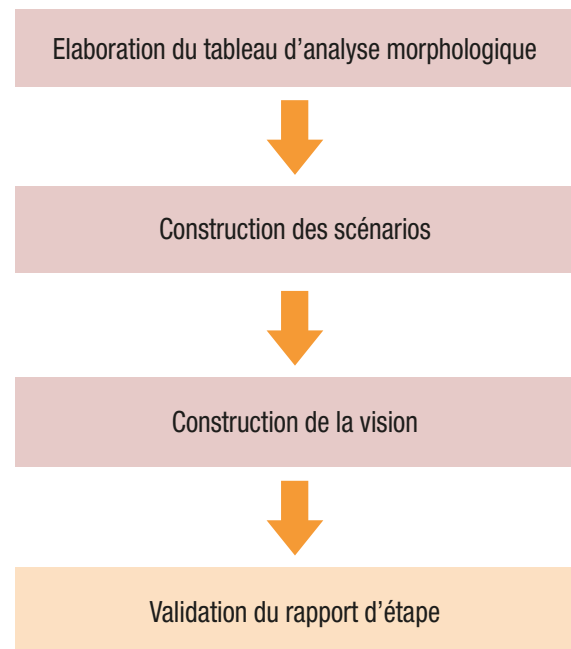 Elaboration du tableau d’analyse morphologique
Construction des scénarios
Construction de la vision
Validation du rapport d’étape